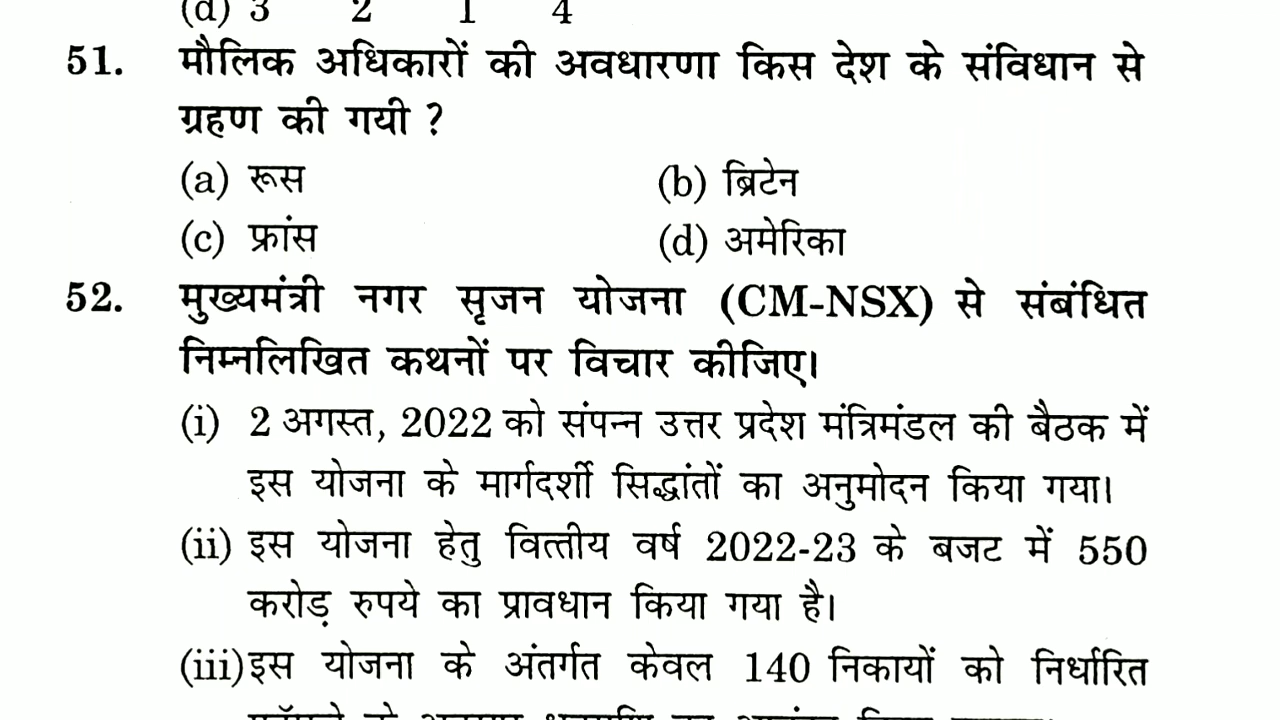 (d) 3 2 1 4
51. मौलिक अधिकारों की अवधारणा किस देश के संविधान से
ग्रहण की गयी ?
(a) रूस (b) ब्रिटेन
(c) फ्रांस (d) अमेरिका
52. मुख्यमंत्री नगर सृजन योजना (CM-NSX) से संबंधित
निम्नलिखित कथनों पर विचार कीजिए।
(i) 2 अगस्त, 2022 को संपन्न उत्तर प्रदेश मंत्रिमंडल की बैठक में
इस योजना के मार्गदर्शी सिद्धांतों का अनुमोदन किया गया।
(ii) इस योजना हेतु वित्तीय वर्ष 2022-23 के बजट में 550
करोड़ रुपये का प्रावधान किया गया है।
(iii) इस योजना के अंतर्गत केवल 140 निकायों को निर्धारित